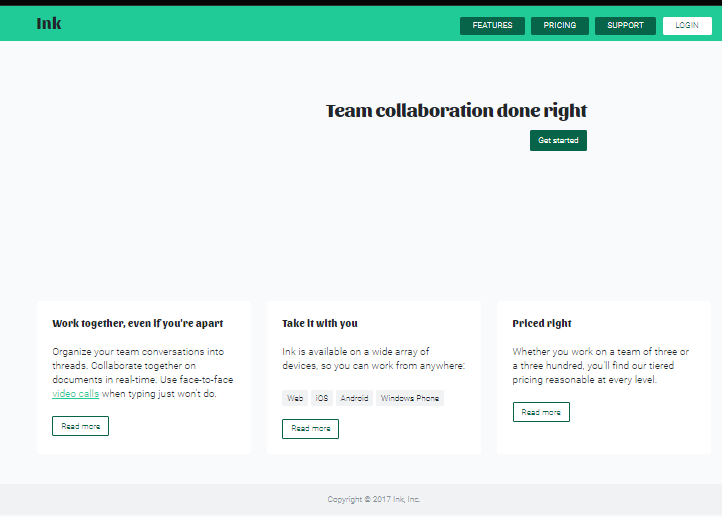 Ink
FEATURES
PRICING
SUPPORT
LOGIN
Team collaboration done right
Get started
Work together, even if you're apart
Organize your team conversations into
threads. Collaborate together on
documents in real-time. Use face-to-face
video calls when typing just won't do.
Read more
Take it with you
Ink is available on a wide array of
devices, so you can work from anywhere:
Web
iOS
Android
Windows Phone
Read more
Priced right
Whether you work on a team of three or
a three hundred, you'll find our tiered
pricing reasonable at every level.
Read more
Copyright © 2017 Ink, Inc.